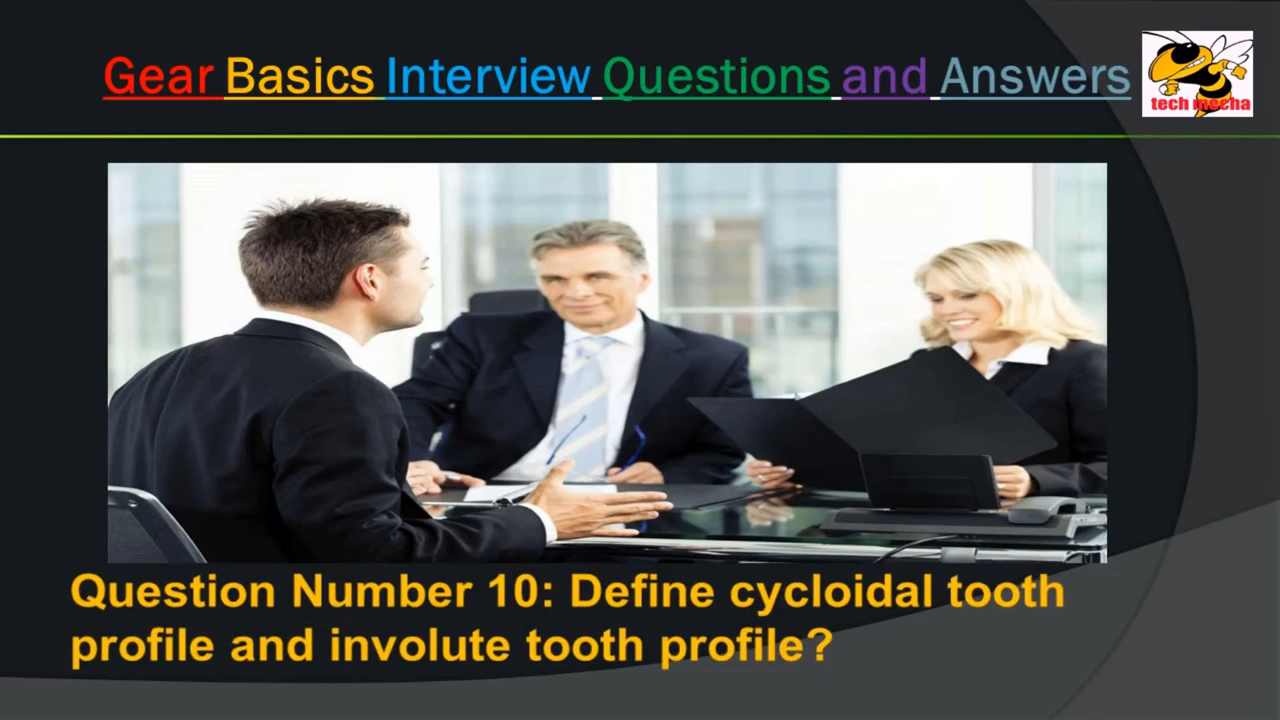 Gear Basics Interview Questions and Answers
tech mecha
Question Number 10: Define cycloidal tooth
profile and involute tooth profile?